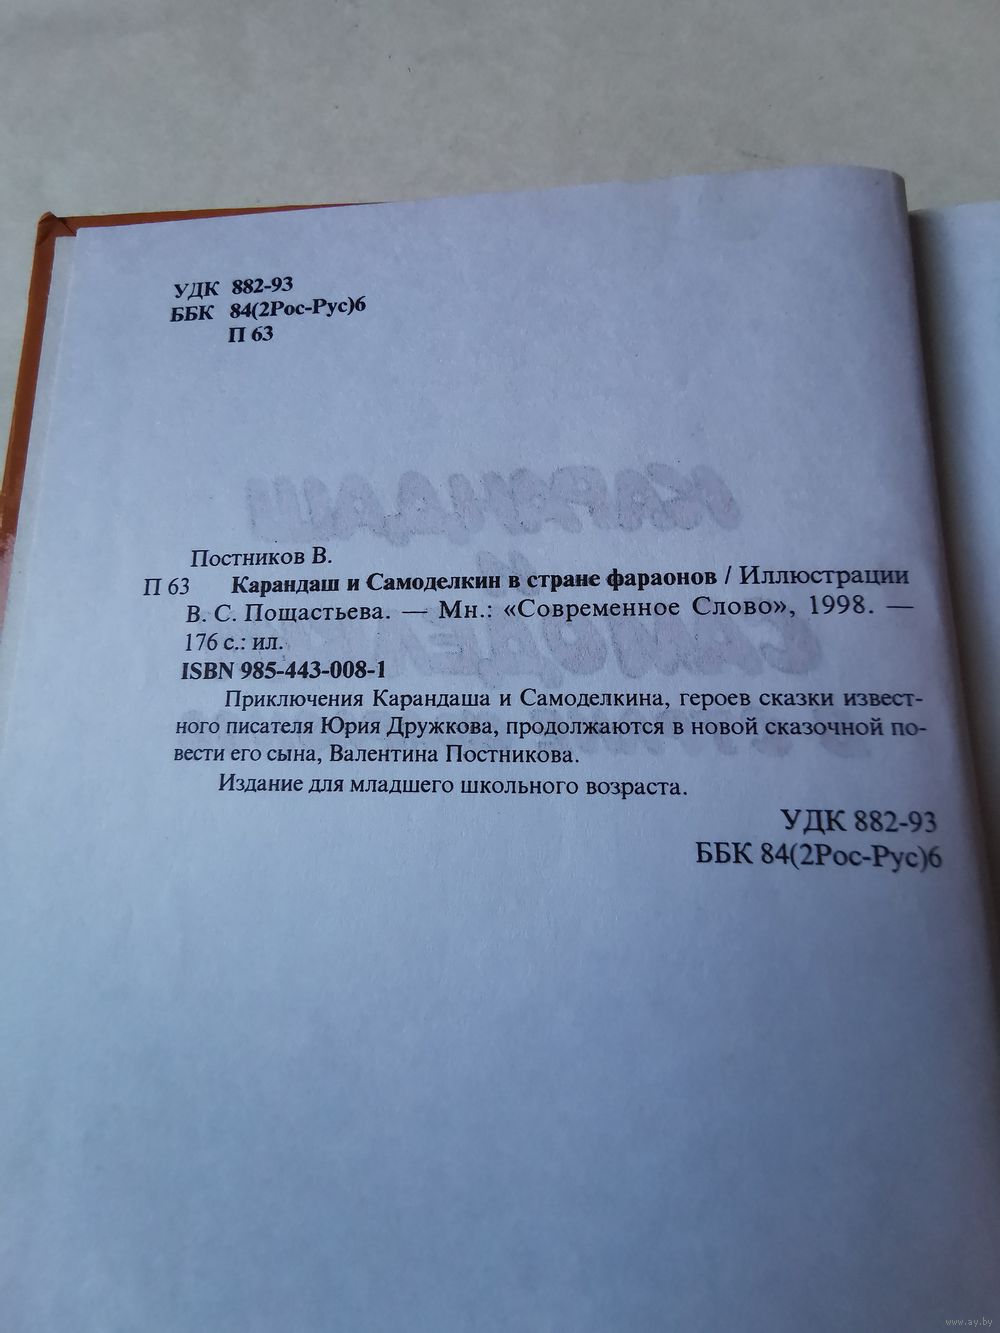 УДК 882-93
ББК 84(2Рос-Рус)6
П 63
Постников В.
П 63 Карандаш и Самоделкин в стране фараонов / Иллюстрации
В. С. Пощастьева. — Мн.: «Современное Слово», 1998. —
176 с.: ил.
ISBN 985-443-008-1
Приключения Карандаша и Самоделкина, героев сказки извест-
ного писателя Юрия Дружкова, продолжаются в новой сказочной по-
вести его сына, Валентина Постникова.
Издание для младшего школьного возраста.
УДК 882-93
ББК 84(2Рос-Рус)6
www.ay.by